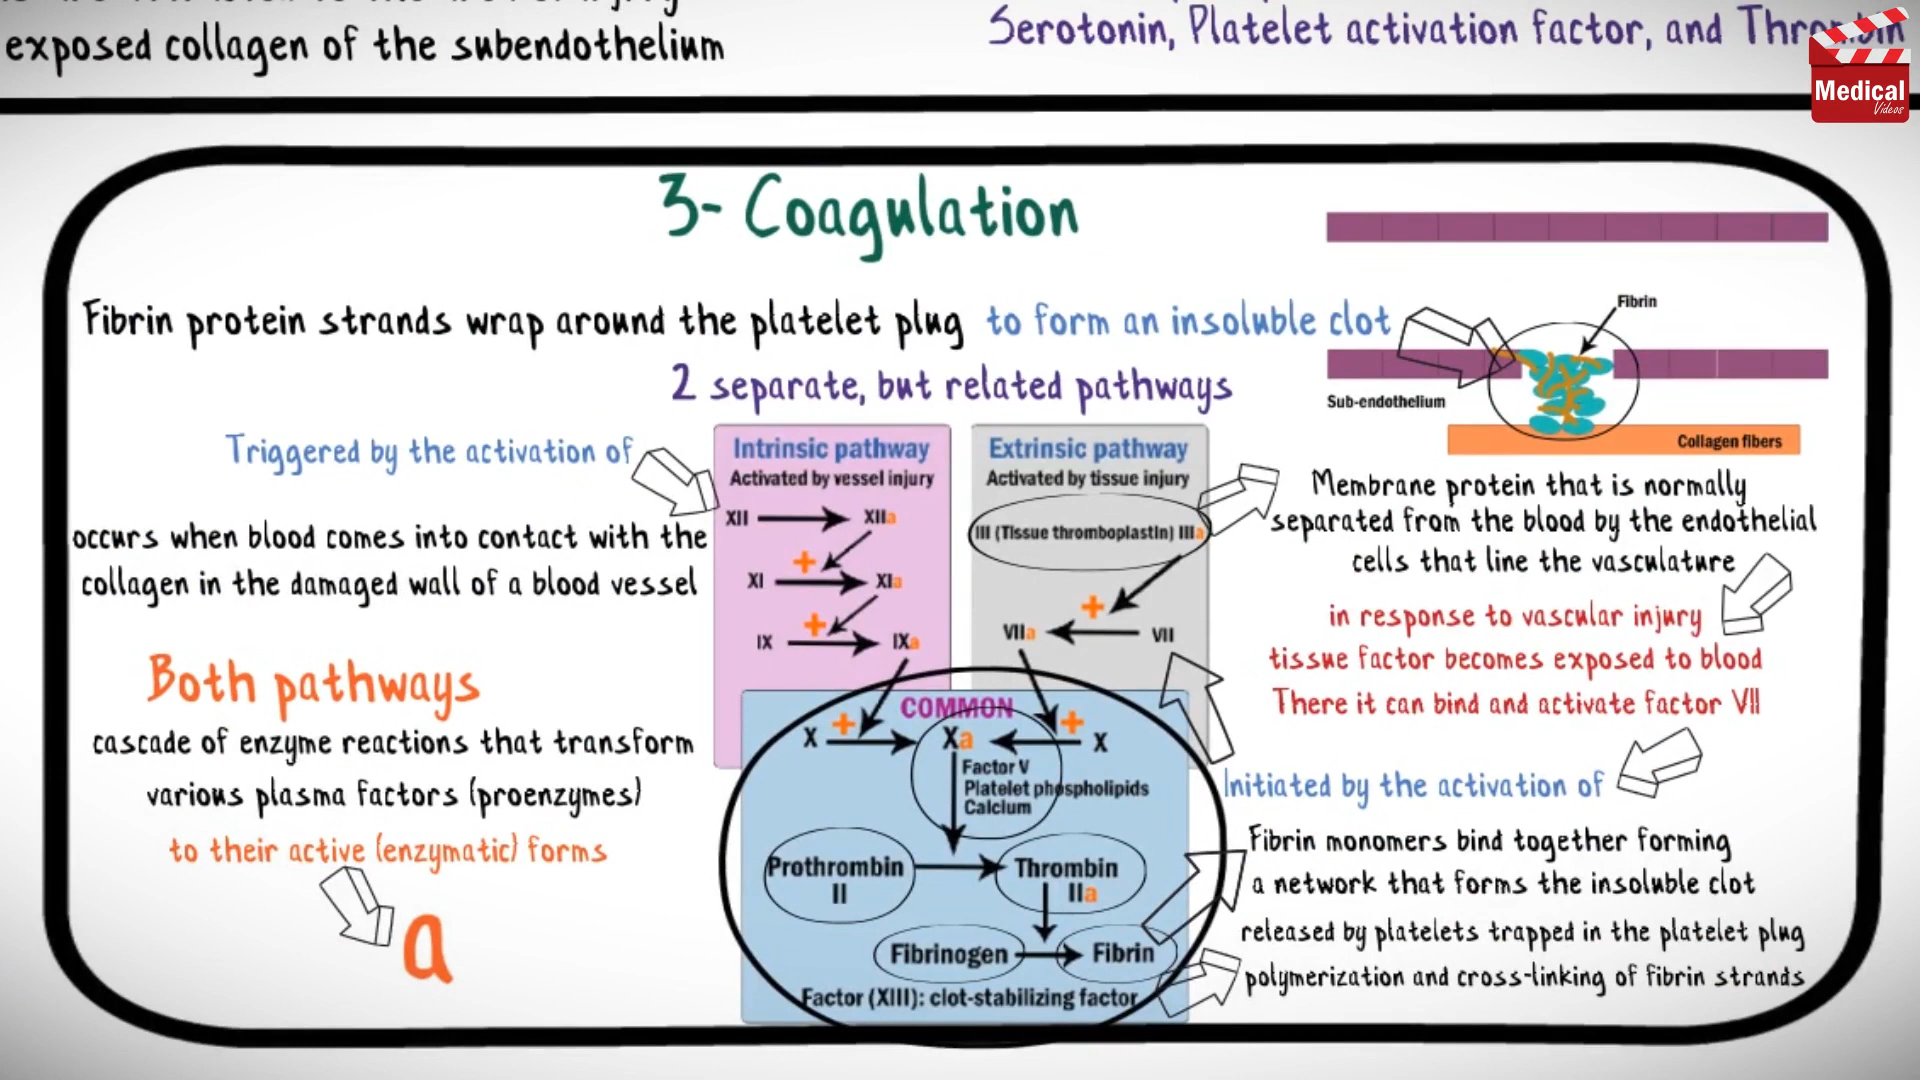 exposed collagen of the subendothelium
Serotonin, Platelet activation factor, and Thrombin
Medical
Videos
3- Coagulation
Fibrin protein strands wrap around the platelet plug to form an insoluble clot
2 separate, but related pathways
Fibrin
Sub-endothelium
Collagen fibers
Triggered by the activation of
occurs when blood comes into contact with the
collagen in the damaged wall of a blood vessel
Both pathways
cascade of enzyme reactions that transform
various plasma factors (proenzymes)
to their active (enzymatic) forms
a
Intrinsic pathway
Activated by vessel injury
XII XIIa
+
XI XIa
+
IX IXa
Extrinsic pathway
Activated by tissue injury
III (Tissue thromboplastin) IIIa
+
VIIa VII
COMMON
+ +
X Xa X
Factor V
Platelet phospholipids
Calcium
Prothrombin
II
Thrombin
IIa
Fibrinogen Fibrin
Factor (XIII): clot-stabilizing factor
Membrane protein that is normally
separated from the blood by the endothelial
cells that line the vasculature
in response to vascular injury
tissue factor becomes exposed to blood
There it can bind and activate factor VII
Initiated by the activation of
Fibrin monomers bind together forming
a network that forms the insoluble clot
released by platelets trapped in the platelet plug
polymerization and cross-linking of fibrin strands